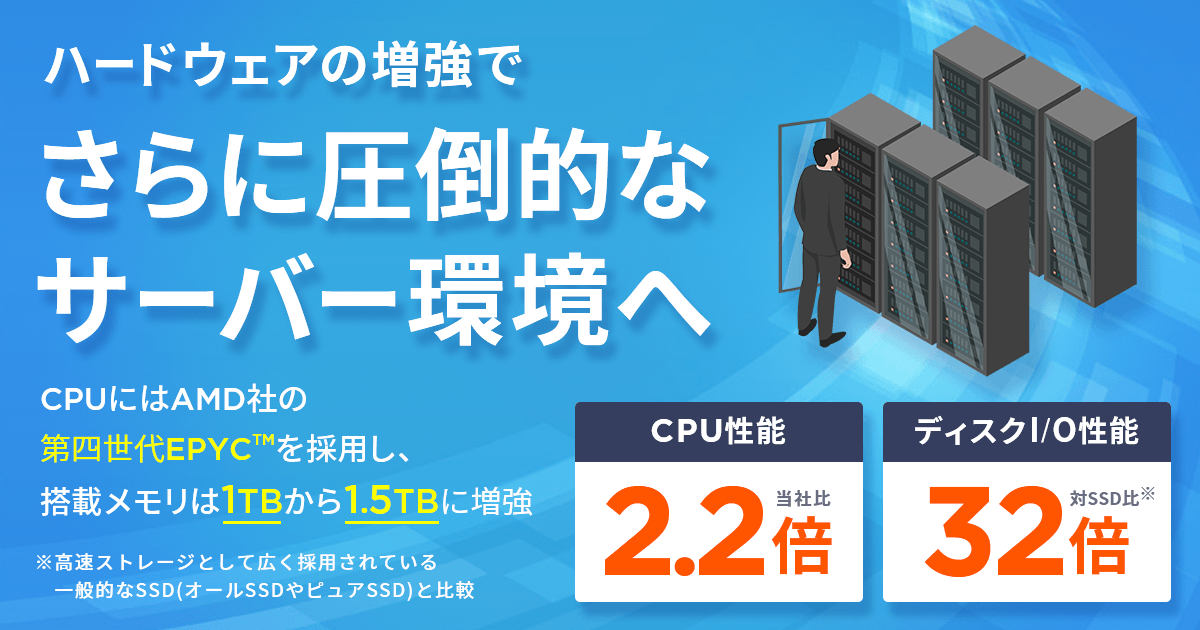 ハードウェアの増強で
さらに圧倒的な
サーバー環境へ
CPUにはAMD社の
第四世代EPYC™を採用し、
搭載メモリは1TBから1.5TBに増強
※高速ストレージとして広く採用されている
一般的なSSD(オールSSDやピュアSSD)と比較
CPU性能
2.2倍 当社比
ディスクI/O性能
32倍 対SSD比※